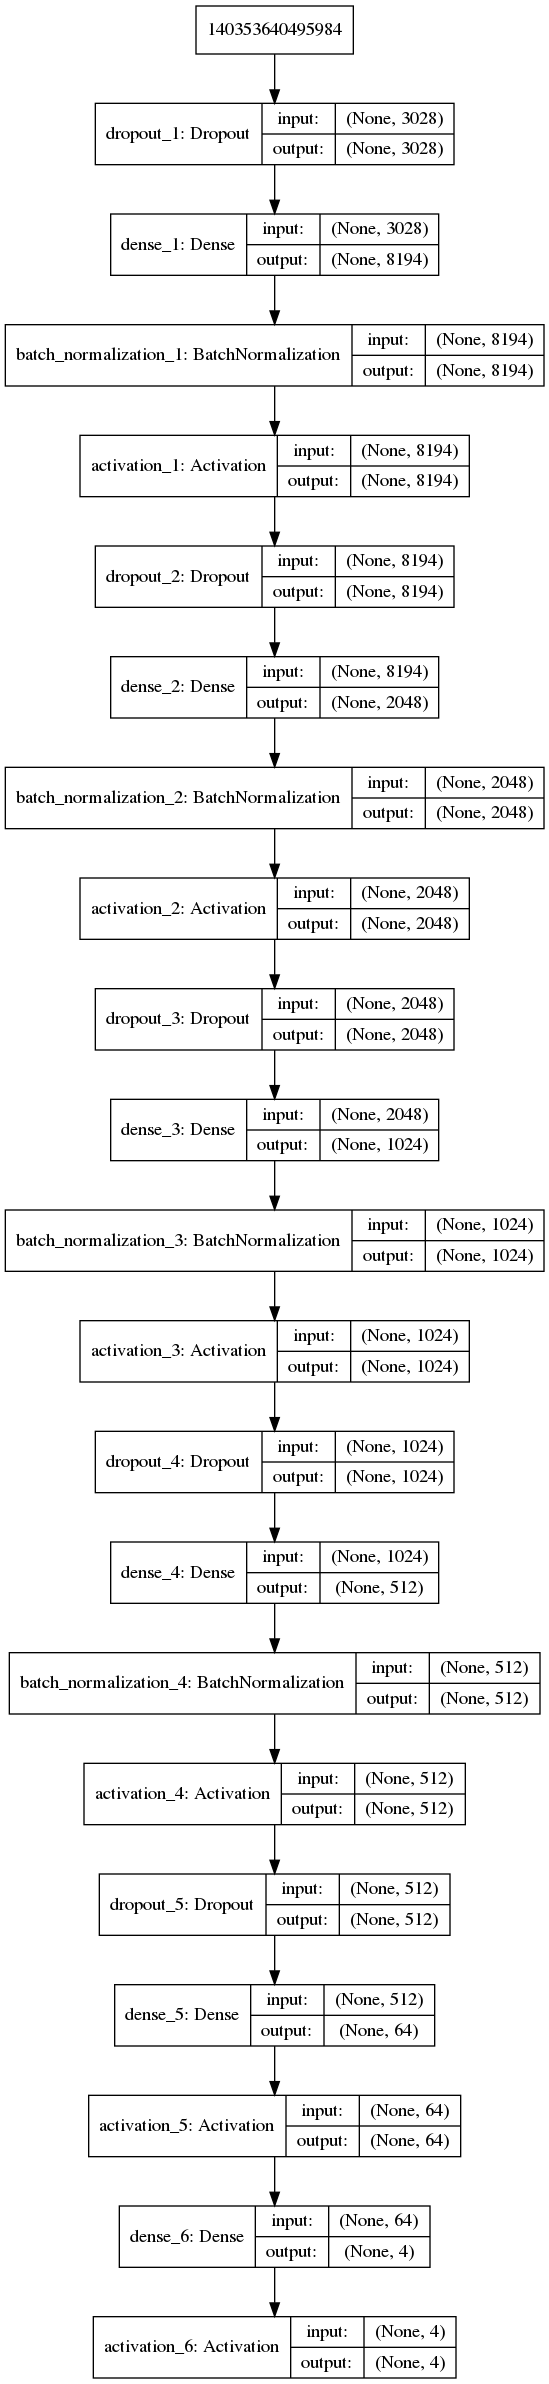 140353640495984
dropout_1: Dropout
input: (None, 3028)
output: (None, 3028)
dense_1: Dense
input: (None, 3028)
output: (None, 8194)
batch_normalization_1: BatchNormalization
input: (None, 8194)
output: (None, 8194)
activation_1: Activation
input: (None, 8194)
output: (None, 8194)
dropout_2: Dropout
input: (None, 8194)
output: (None, 8194)
dense_2: Dense
input: (None, 8194)
output: (None, 2048)
batch_normalization_2: BatchNormalization
input: (None, 2048)
output: (None, 2048)
activation_2: Activation
input: (None, 2048)
output: (None, 2048)
dropout_3: Dropout
input: (None, 2048)
output: (None, 2048)
dense_3: Dense
input: (None, 2048)
output: (None, 1024)
batch_normalization_3: BatchNormalization
input: (None, 1024)
output: (None, 1024)
activation_3: Activation
input: (None, 1024)
output: (None, 1024)
dropout_4: Dropout
input: (None, 1024)
output: (None, 1024)
dense_4: Dense
input: (None, 1024)
output: (None, 512)
batch_normalization_4: BatchNormalization
input: (None, 512)
output: (None, 512)
activation_4: Activation
input: (None, 512)
output: (None, 512)
dropout_5: Dropout
input: (None, 512)
output: (None, 512)
dense_5: Dense
input: (None, 512)
output: (None, 64)
activation_5: Activation
input: (None, 64)
output: (None, 64)
dense_6: Dense
input: (None, 64)
output: (None, 4)
activation_6: Activation
input: (None, 4)
output: (None, 4)